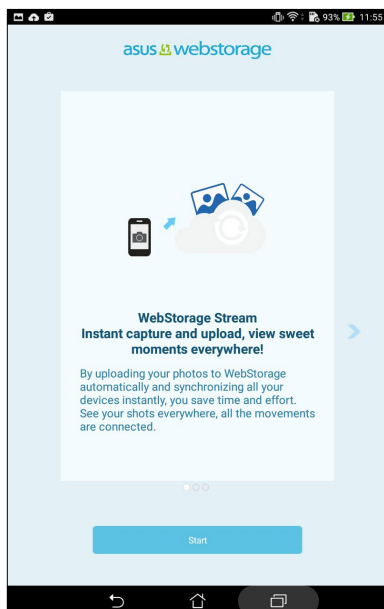 93% 11:55
asus webstorage
WebStorage Stream
Instant capture and upload, view sweet
moments everywhere!
By uploading your photos to WebStorage
automatically and synchronizing all your
devices instantly, you save time and effort.
See your shots everywhere, all the movements
are connected.
Start